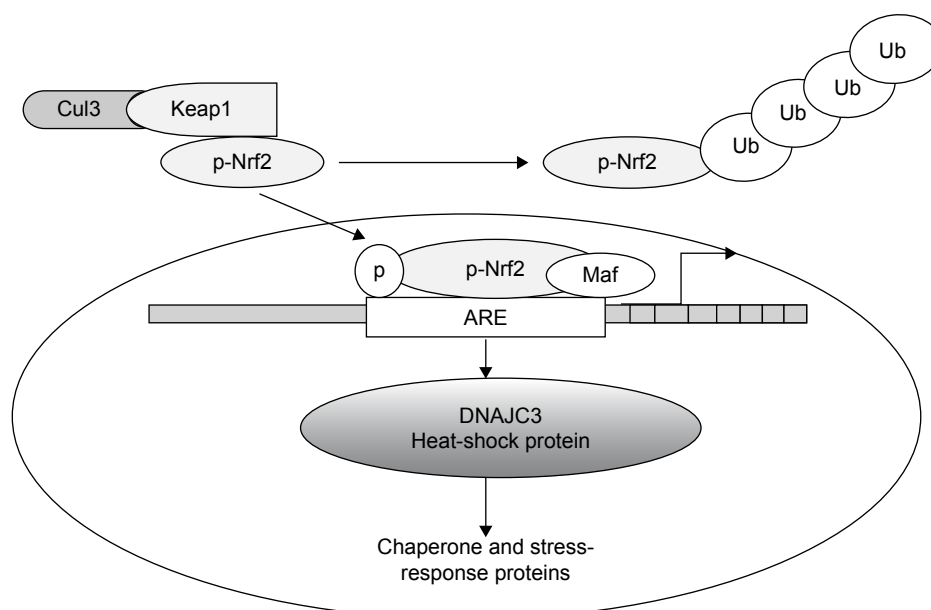 Cul3
Keap1
p-Nrf2
p-Nrf2
Ub
Ub
Ub
Ub
p
p-Nrf2
Maf
ARE
DNAJC3
Heat-shock protein
Chaperone and stress-
response proteins